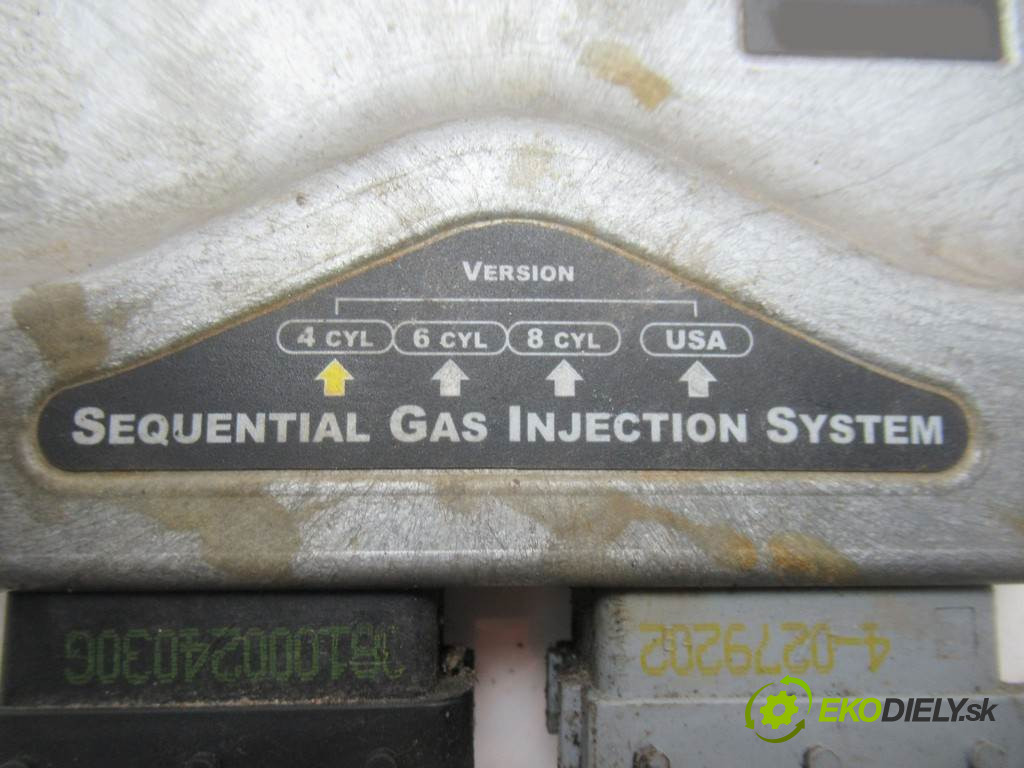 VERSION
4 CYL 6 CYL 8 CYL USA
SEQUENTIAL GAS INJECTION SYSTEM
4-0279202
EKODIELY.sk